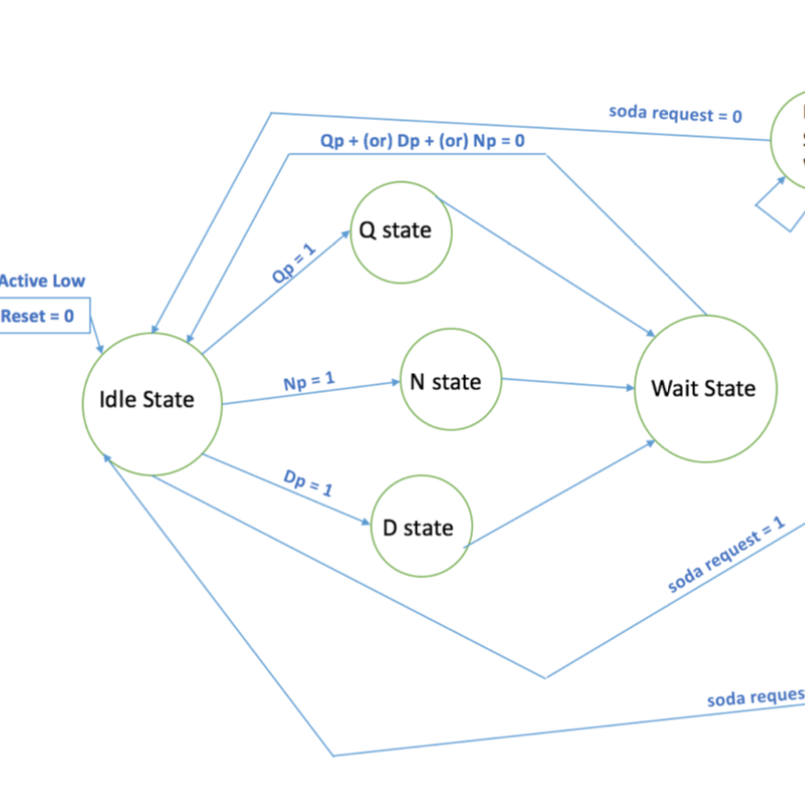 soda request = 0
Qp + (or) Dp + (or) Np = 0
Q state
Qp = 1
Active Low
Reset = 0
Idle State
Np = 1
N state
Wait State
Dp = 1
D state
soda request = 1
soda reques